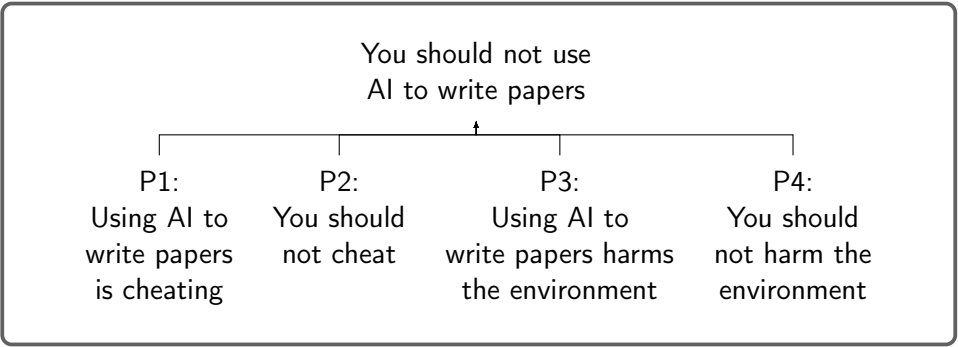 You should not use
AI to write papers
P1:
Using AI to
write papers
is cheating
P2:
You should
not cheat
P3:
Using AI to
write papers harms
the environment
P4:
You should
not harm the
environment